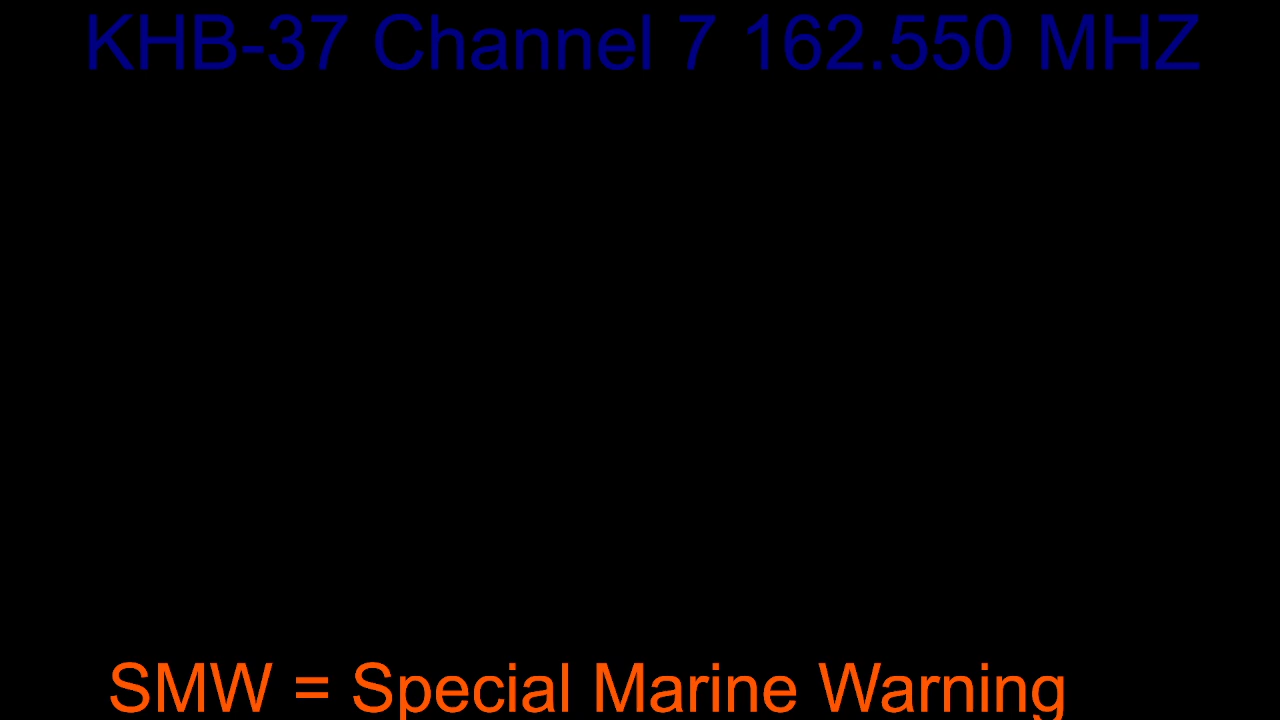 KHB-37 Channel 7 162.550 MHZ
SMW = Special Marine Warning